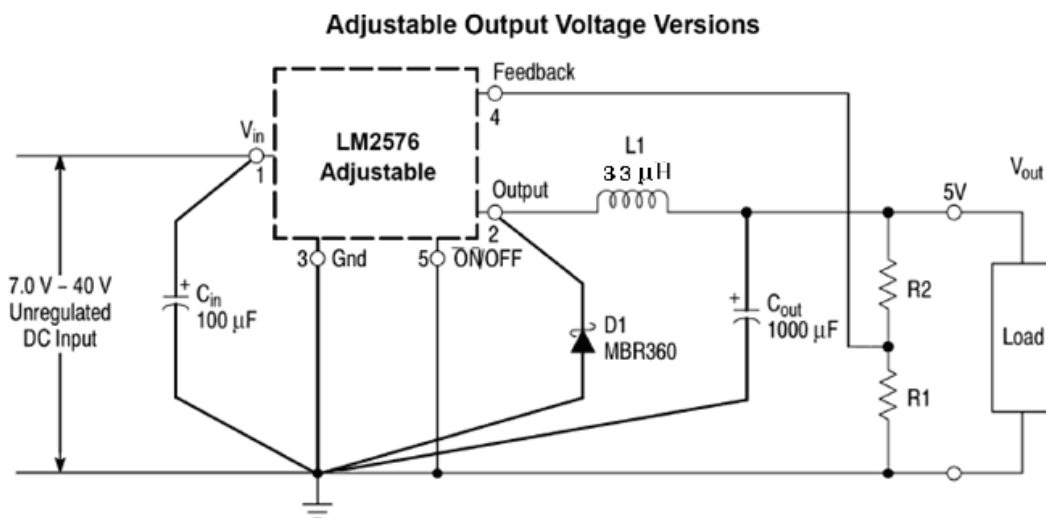 Adjustable Output Voltage Versions
Feedback
4
Vin
1
LM2576
Adjustable
L1
33 µH
Output
2
5V
Vout
3 Gnd
5 ON/OFF
7.0 V – 40 V
Unregulated
DC Input
+
Cin
100 µF
D1
MBR360
+
Cout
1000 µF
R2
R1
Load